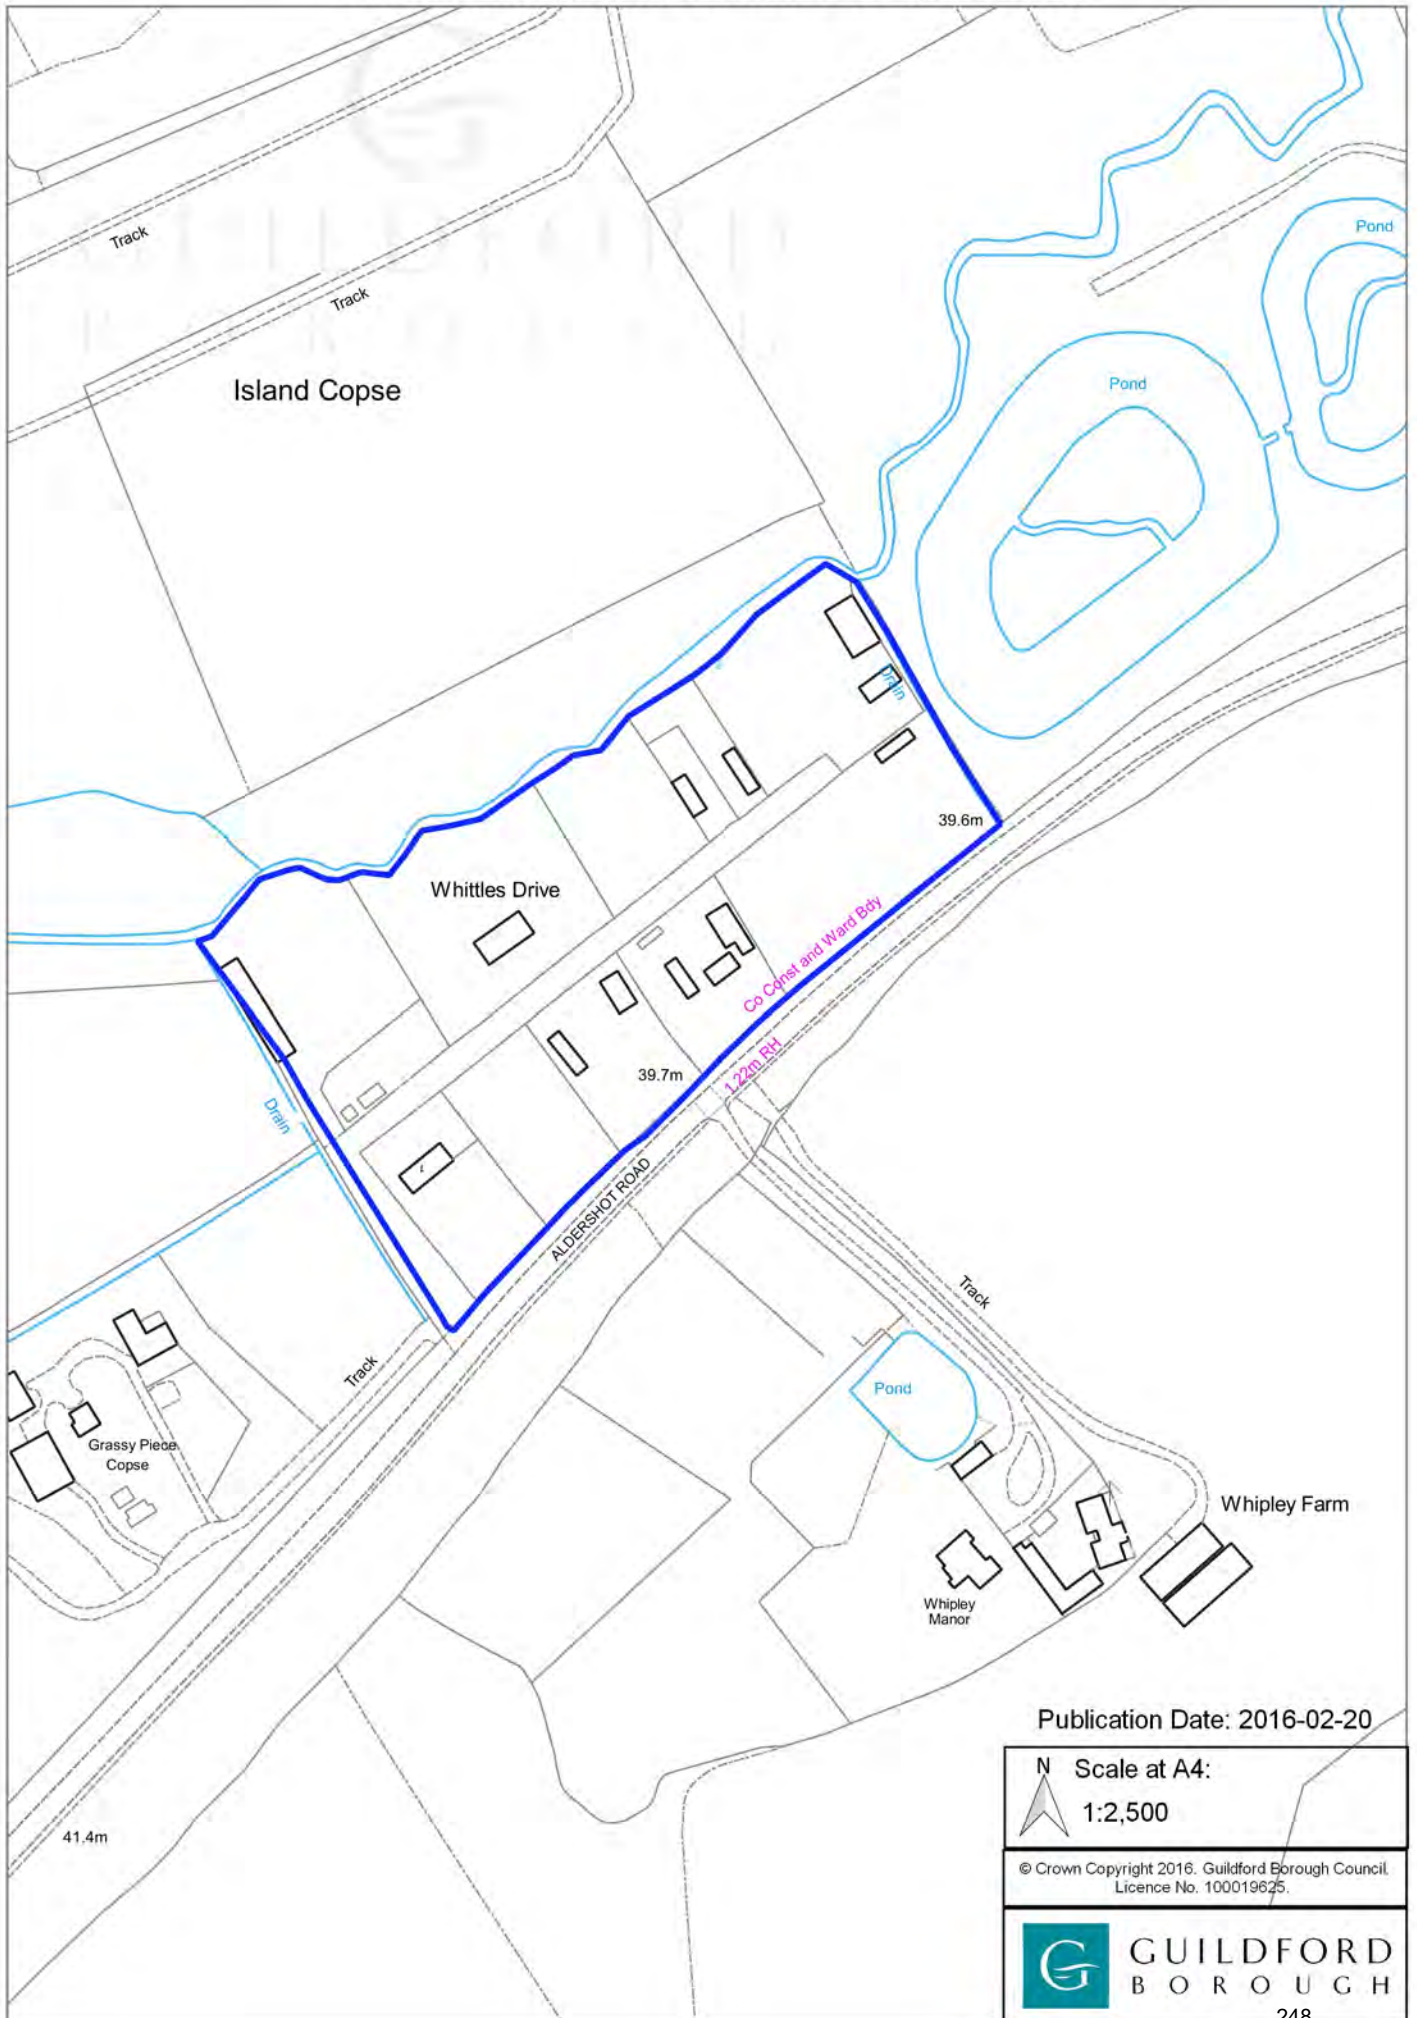 GUILDFORD
BOROUGH
Track
Track
Island Copse
Pond
Pond
Drain
39.6m
Whittles Drive
Co Const and Ward Bdy
39.7m
1.22m RH
Drain
ALDERSHOT ROAD
Track
Track
Pond
Grassy Piece
Copse
Whipley Farm
Whipley
Manor
41.4m
Publication Date: 2016-02-20
N
Scale at A4:
1:2,500
© Crown Copyright 2016. Guildford Borough Council.
Licence No. 100019625.
G
GUILDFORD
BOROUGH
248